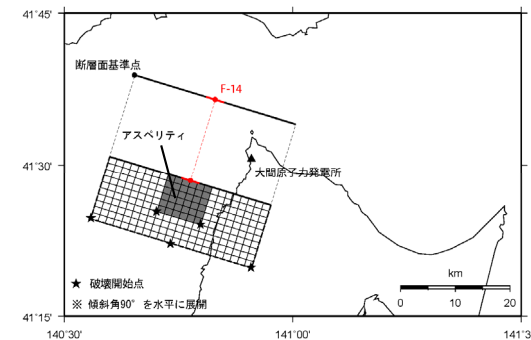 41°45'
断層面基準点
F-14
アスペリティ
41°30'
大間原子力発電所
km
★ 破壊開始点
0 10 20
※ 傾斜角90°を水平に展開
41°15'
140°30' 141°00' 141°3